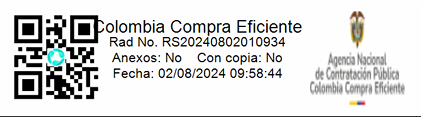 Colombia Compra Eficiente
Rad No. RS20240802010934
Anexos: No Con copia: No
Fecha: 02/08/2024 09:58:44
Agencia Nacional
de Contratación Pública
Colombia Compra Eficiente